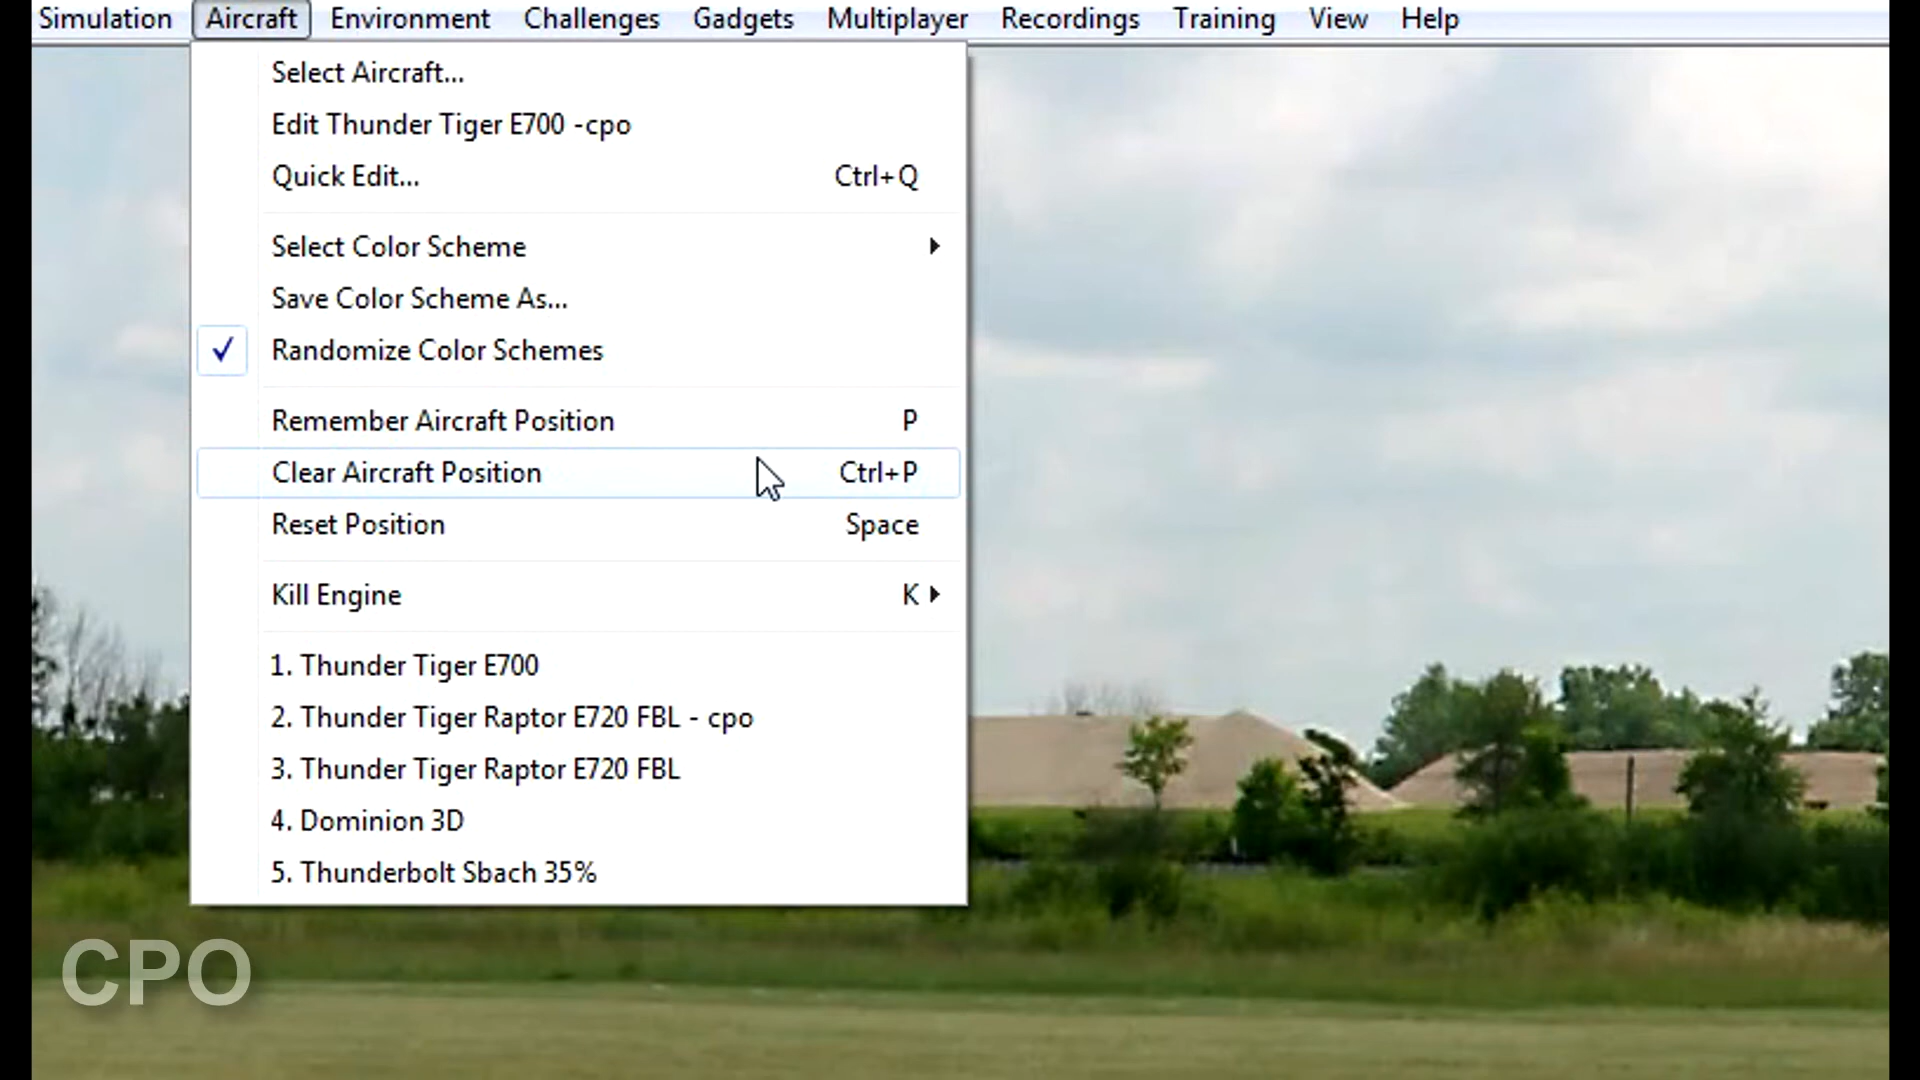 Simulation Aircraft Environment Challenges Gadgets Multiplayer Recordings Training View Help
Select Aircraft...
Edit Thunder Tiger E700 -cpo
Quick Edit... Ctrl+Q
Select Color Scheme
Save Color Scheme As...
Randomize Color Schemes
Remember Aircraft Position P
Clear Aircraft Position Ctrl+P
Reset Position Space
Kill Engine K
1. Thunder Tiger E700
2. Thunder Tiger Raptor E720 FBL - cpo
3. Thunder Tiger Raptor E720 FBL
4. Dominion 3D
5. Thunderbolt Sbach 35%
CPO